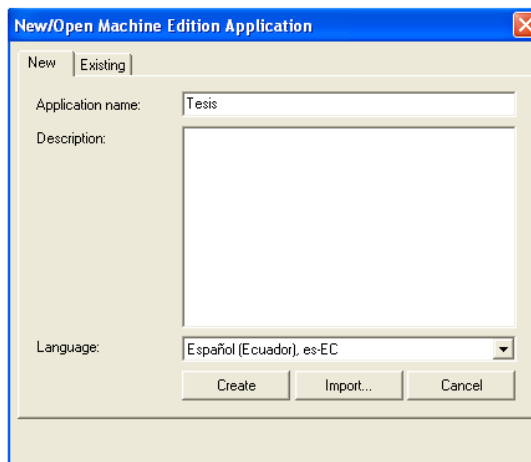 New/Open Machine Edition Application
New Existing
Application name: Tesis
Description:
Language: Español (Ecuador), es-EC
Create Import... Cancel